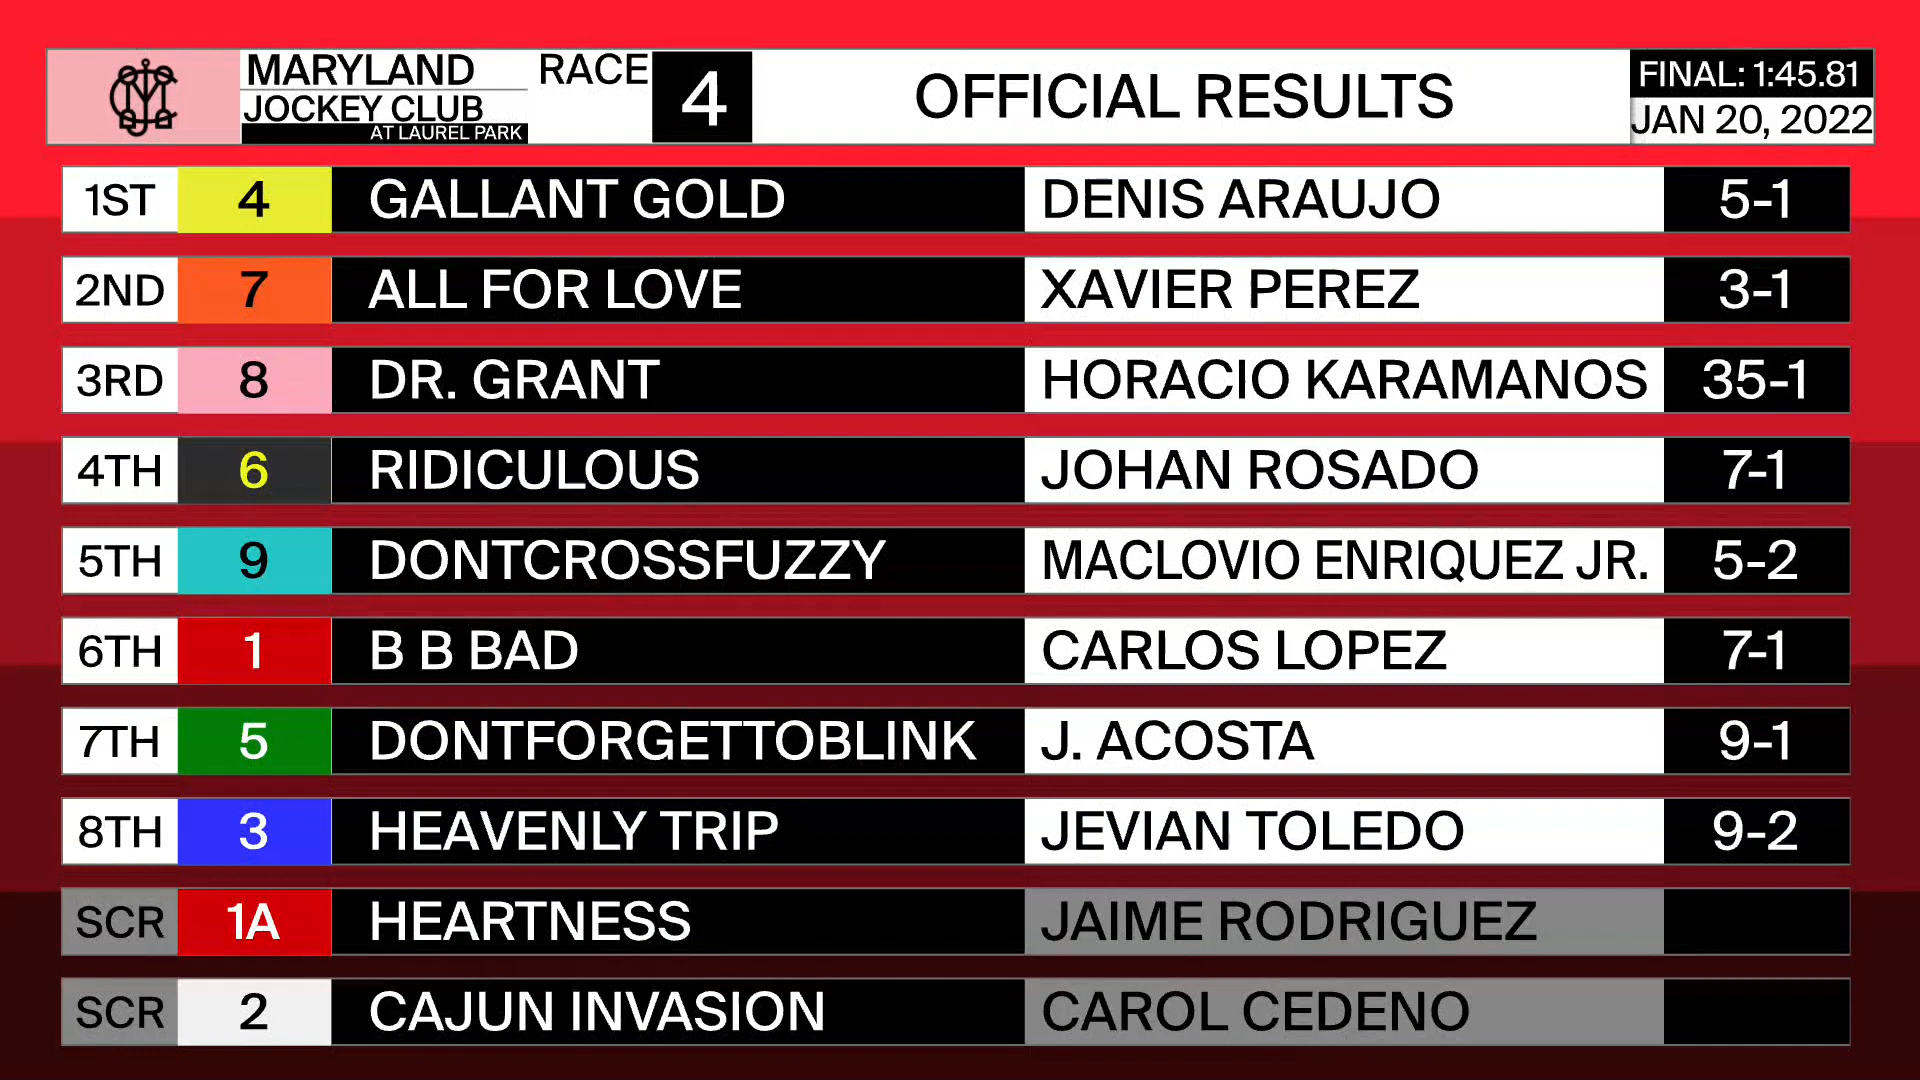 MARYLAND
JOCKEY CLUB
AT LAUREL PARK
RACE 4
OFFICIAL RESULTS
FINAL: 1:45.81
JAN 20, 2022
1ST 4 GALLANT GOLD DENIS ARAUJO 5-1
2ND 7 ALL FOR LOVE XAVIER PEREZ 3-1
3RD 8 DR. GRANT HORACIO KARAMANOS 35-1
4TH 6 RIDICULOUS JOHAN ROSADO 7-1
5TH 9 DONTCROSSFUZZY MACLOVIO ENRIQUEZ JR. 5-2
6TH 1 B B BAD CARLOS LOPEZ 7-1
7TH 5 DONTFORGETTOBLINK J. ACOSTA 9-1
8TH 3 HEAVENLY TRIP JEVIAN TOLEDO 9-2
SCR 1A HEARTNESS JAIME RODRIGUEZ
SCR 2 CAJUN INVASION CAROL CEDENO